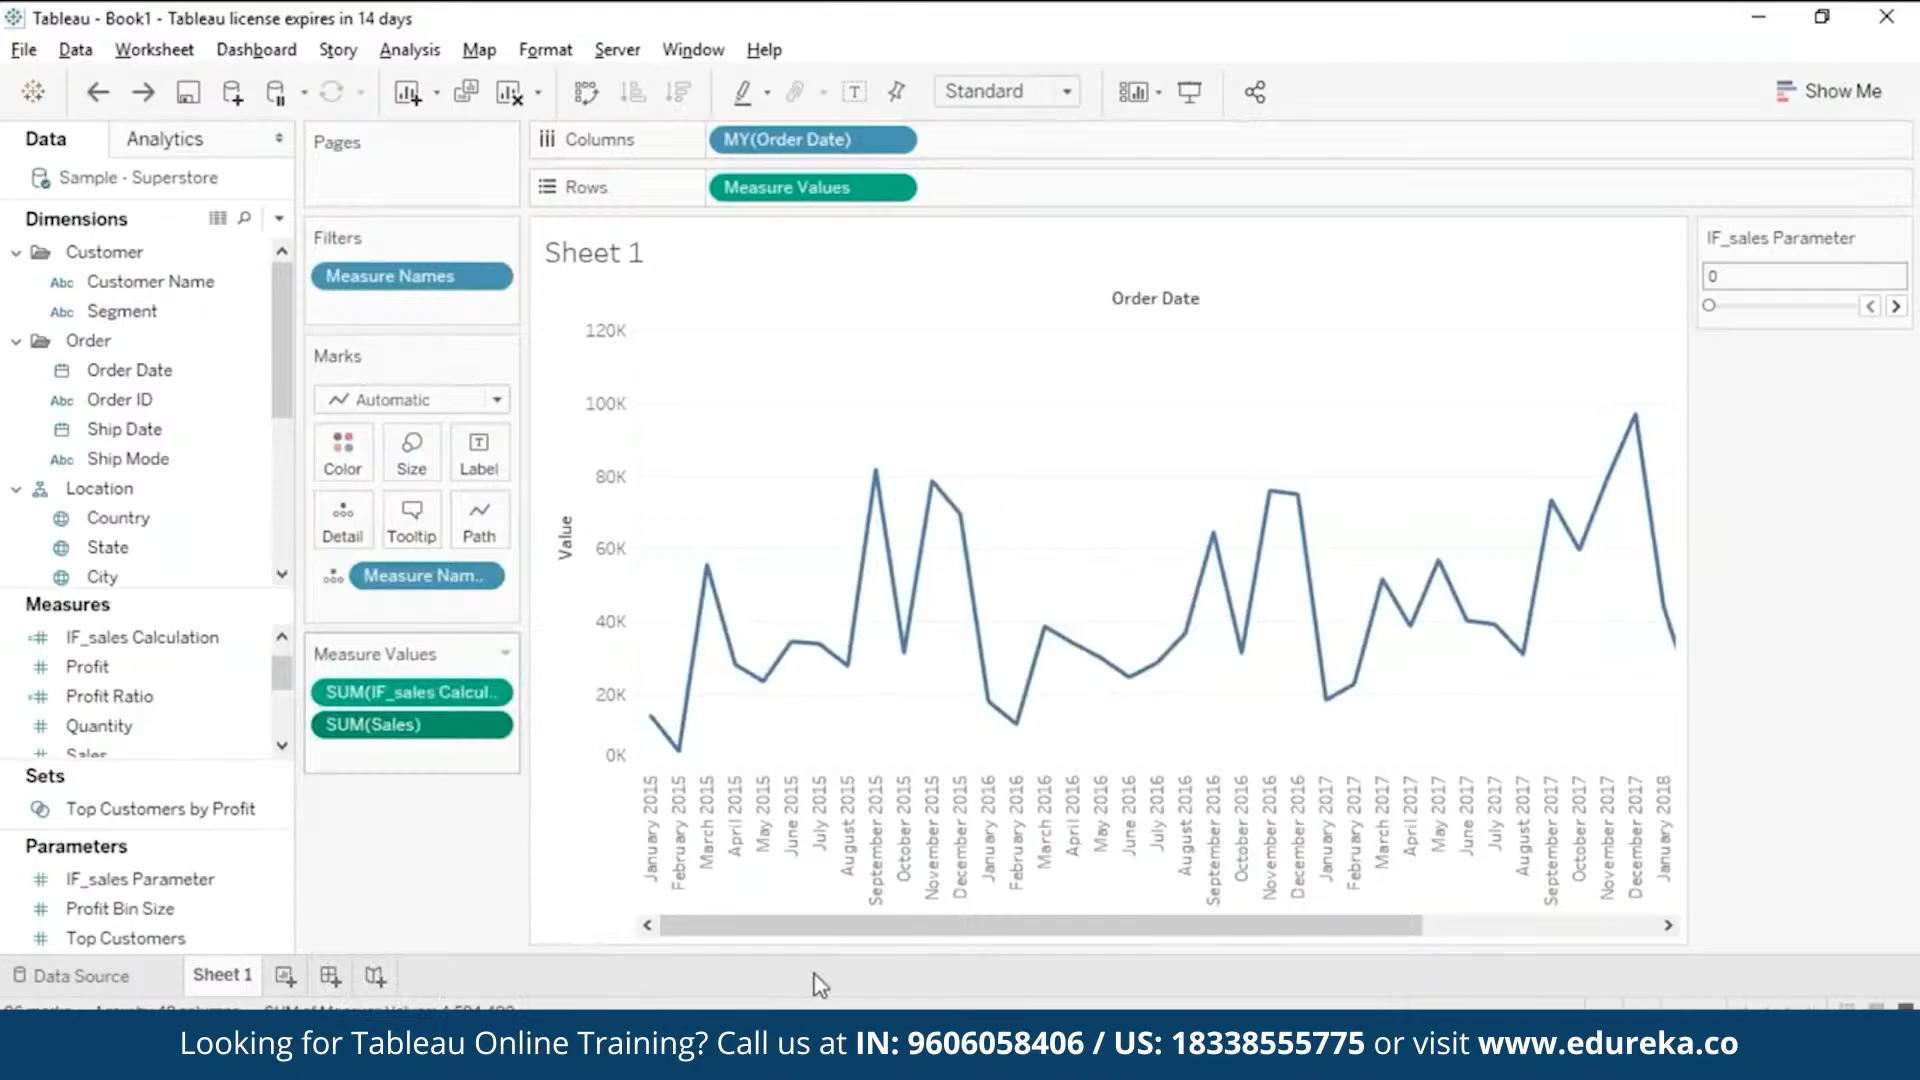 Tableau - Book1 - Tableau license expires in 14 days
File Data Worksheet Dashboard Story Analysis Map Format Server Window Help
Standard
Show Me
Data Analytics
Sample - Superstore
Dimensions
Customer
Abc Customer Name
Abc Segment
Order
Order Date
Abc Order ID
Ship Date
Abc Ship Mode
Location
Country
State
City
Measures
IF_sales Calculation
Profit
Profit Ratio
Quantity
Sales
Sets
Top Customers by Profit
Parameters
IF_sales Parameter
Profit Bin Size
Top Customers
Pages
Filters
Measure Names
Marks
Automatic
Color Size Label
Detail Tooltip Path
Measure Nam..
Measure Values
SUM(IF_sales Calcul..
SUM(Sales)
Columns MY(Order Date)
Rows Measure Values
Sheet 1
Order Date
Value
120K
100K
80K
60K
40K
20K
0K
January 2015
February 2015
March 2015
April 2015
May 2015
June 2015
July 2015
August 2015
September 2015
October 2015
November 2015
December 2015
January 2016
February 2016
March 2016
April 2016
May 2016
June 2016
July 2016
August 2016
September 2016
October 2016
November 2016
December 2016
January 2017
February 2017
March 2017
April 2017
May 2017
June 2017
July 2017
August 2017
September 2017
October 2017
November 2017
December 2017
January 2018
IF_sales Parameter
0
Data Source Sheet 1
Looking for Tableau Online Training? Call us at IN: 9606058406 / US: 18338555775 or visit www.edureka.co